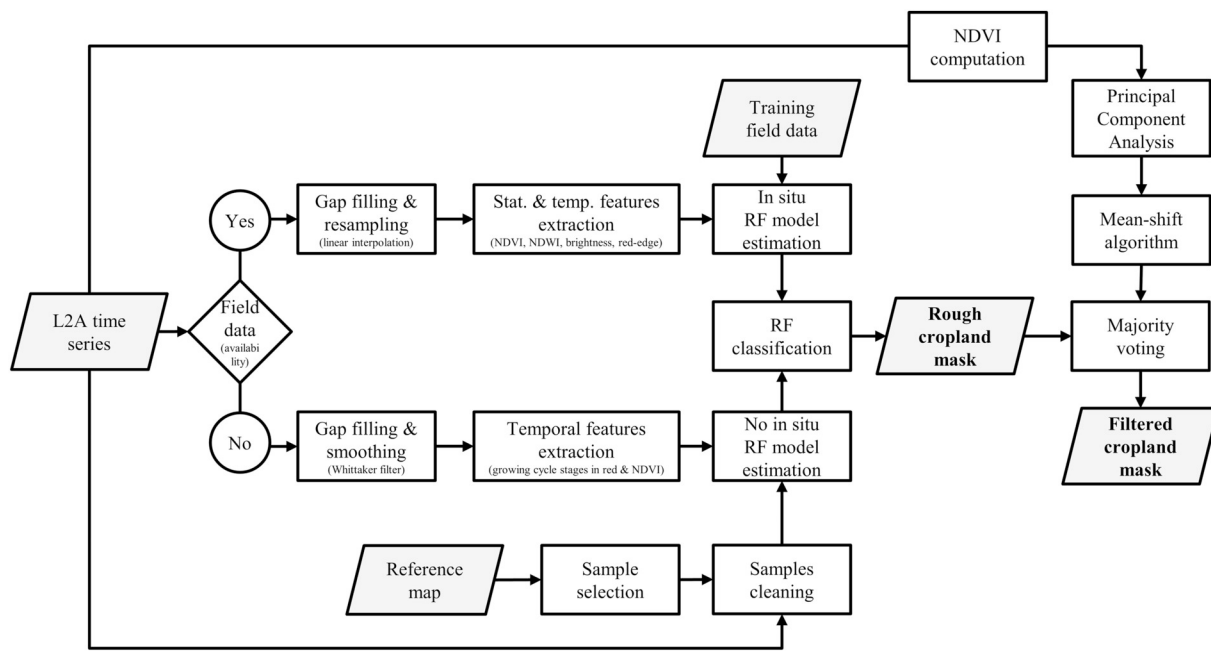 NDVI
computation
Training
field data
Principal
Component
Analysis
Yes
Gap filling &
resampling
(linear interpolation)
Stat. & temp. features
extraction
(NDVI, NDWI, brightness, red-edge)
In situ
RF model
estimation
Mean-shift
algorithm
L2A time
series
Field
data
(availabi
lity)
RF
classification
Rough
cropland
mask
Majority
voting
No
Gap filling &
smoothing
(Whittaker filter)
Temporal features
extraction
(growing cycle stages in red & NDVI)
No in situ
RF model
estimation
Filtered
cropland
mask
Reference
map
Sample
selection
Samples
cleaning